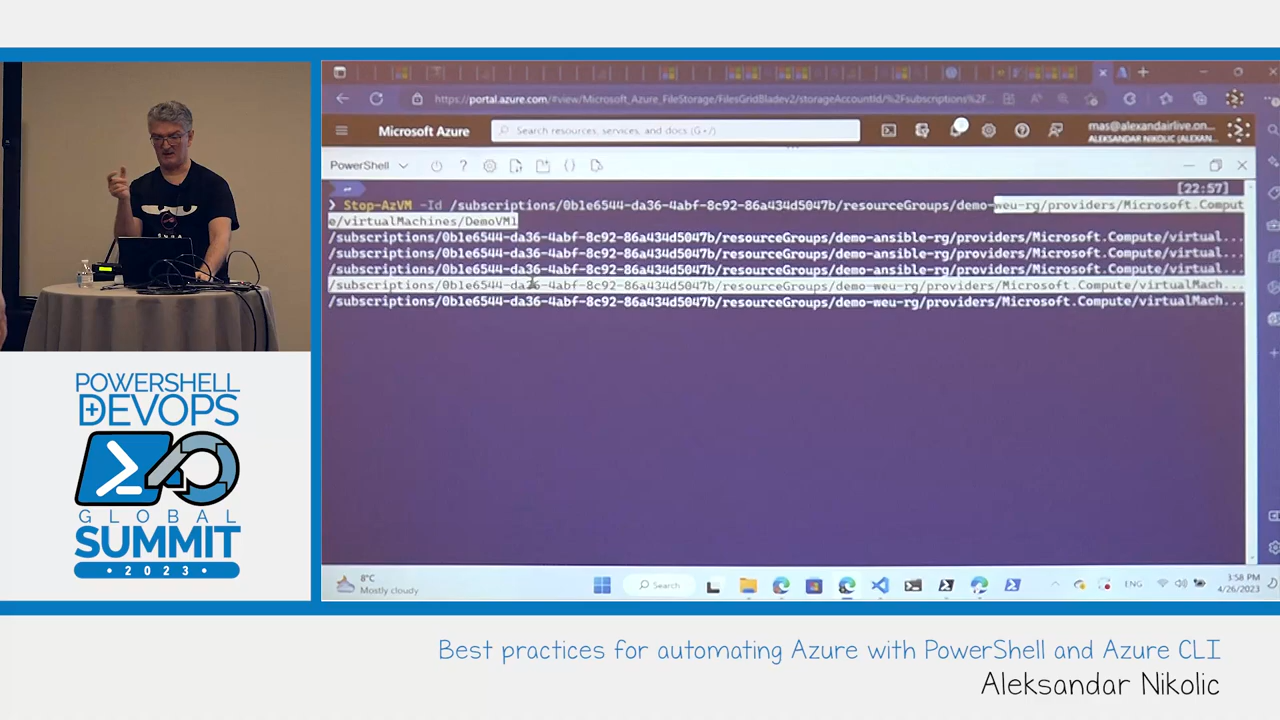 https://portal.azure.com/#view/Microsoft_Azure_FileStorage/FilesGridBladev2/storageAccountId/%2Fsubscriptions%2F...
Microsoft Azure
Search resources, services, and docs (G+/)
mas@alexandairlive.on...
ALEKSANDAR NIKOLIC (ALEKSAN...
PowerShell
[22:57]
❯ Stop-AzVM -Id /subscriptions/0b1e6544-da36-4abf-8c92-86a434d5047b/resourceGroups/demo-weu-rg/providers/Microsoft.Comput
e/virtualMachines/DemoVM1
/subscriptions/0b1e6544-da36-4abf-8c92-86a434d5047b/resourceGroups/demo-ansible-rg/providers/Microsoft.Compute/virtual...
/subscriptions/0b1e6544-da36-4abf-8c92-86a434d5047b/resourceGroups/demo-ansible-rg/providers/Microsoft.Compute/virtual...
/subscriptions/0b1e6544-da36-4abf-8c92-86a434d5047b/resourceGroups/demo-ansible-rg/providers/Microsoft.Compute/virtual...
/subscriptions/0b1e6544-da36-4abf-8c92-86a434d5047b/resourceGroups/demo-weu-rg/providers/Microsoft.Compute/virtualMach...
/subscriptions/0b1e6544-da36-4abf-8c92-86a434d5047b/resourceGroups/demo-weu-rg/providers/Microsoft.Compute/virtualMach...
8°C
Mostly cloudy
Search
ENG
3:58 PM
4/26/2023
POWERSHELL
+ DEVOPS
GLOBAL
SUMMIT
• 2023 •
Best practices for automating Azure with PowerShell and Azure CLI
Aleksandar Nikolic